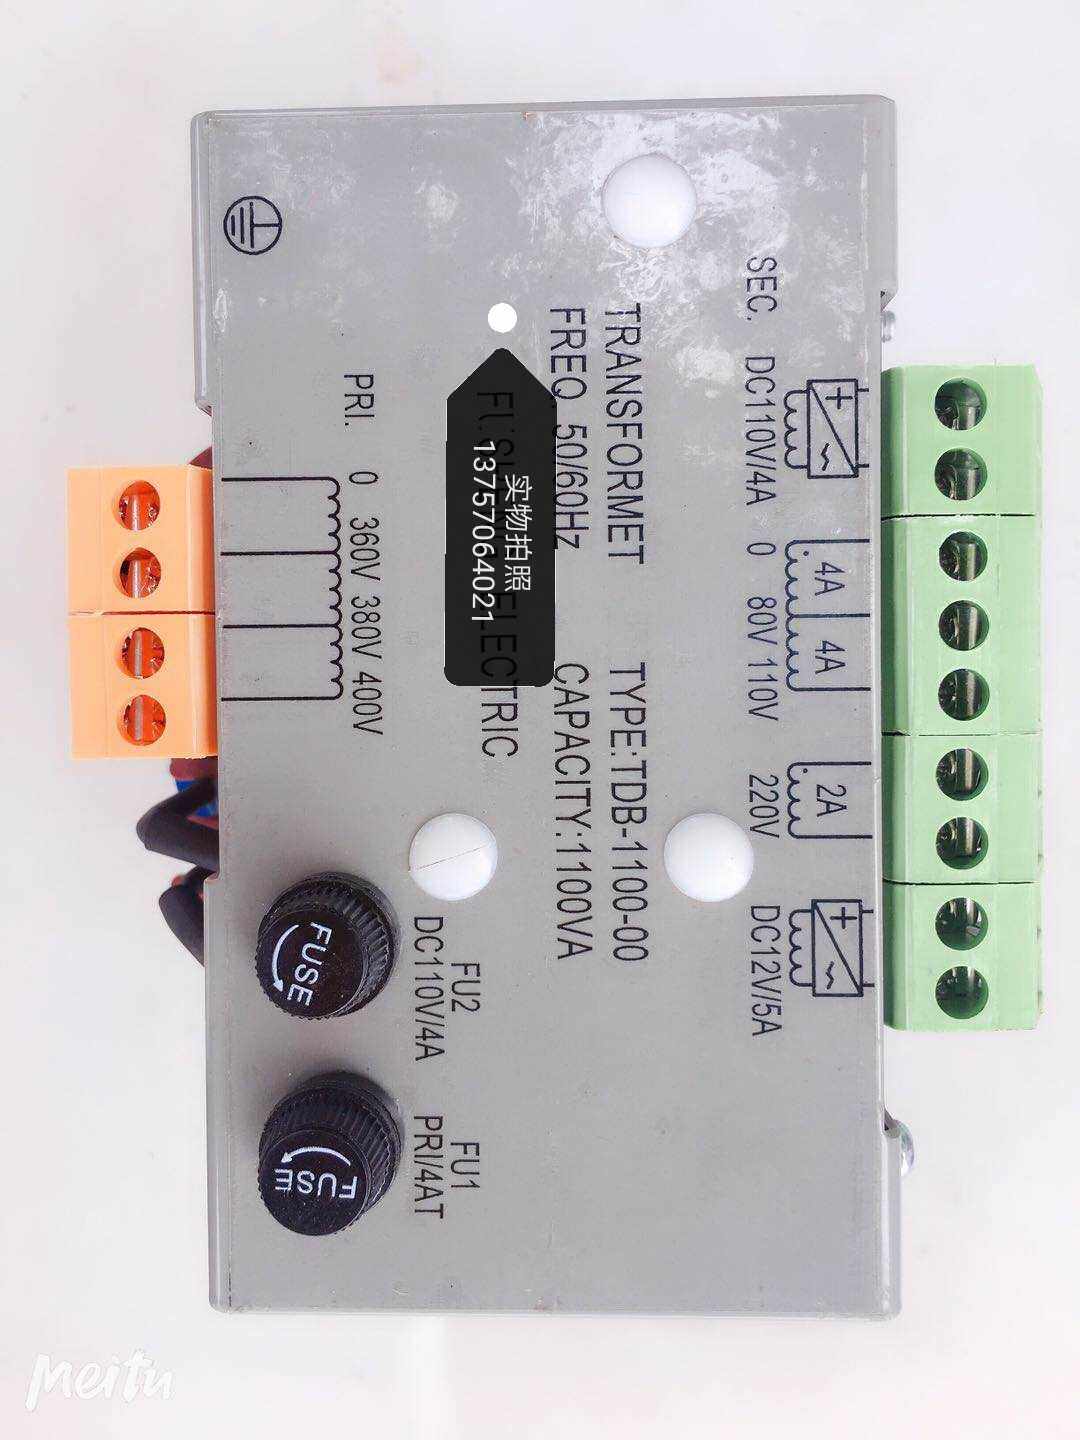 SEC. DC110V/4A 0 80V 110V 220V DC12V/5A
4A 4A 2A
TRANSFORMET TYPE:TDB-1100-00
FREQ. 50/60Hz CAPACITY:1100VA
ELECTRIC
实物拍照
13757064021
PRI. 0 360V 380V 400V
FU2
DC110V/4A
FU1
PRI/4AT
FUSE
FUSE
Meitu